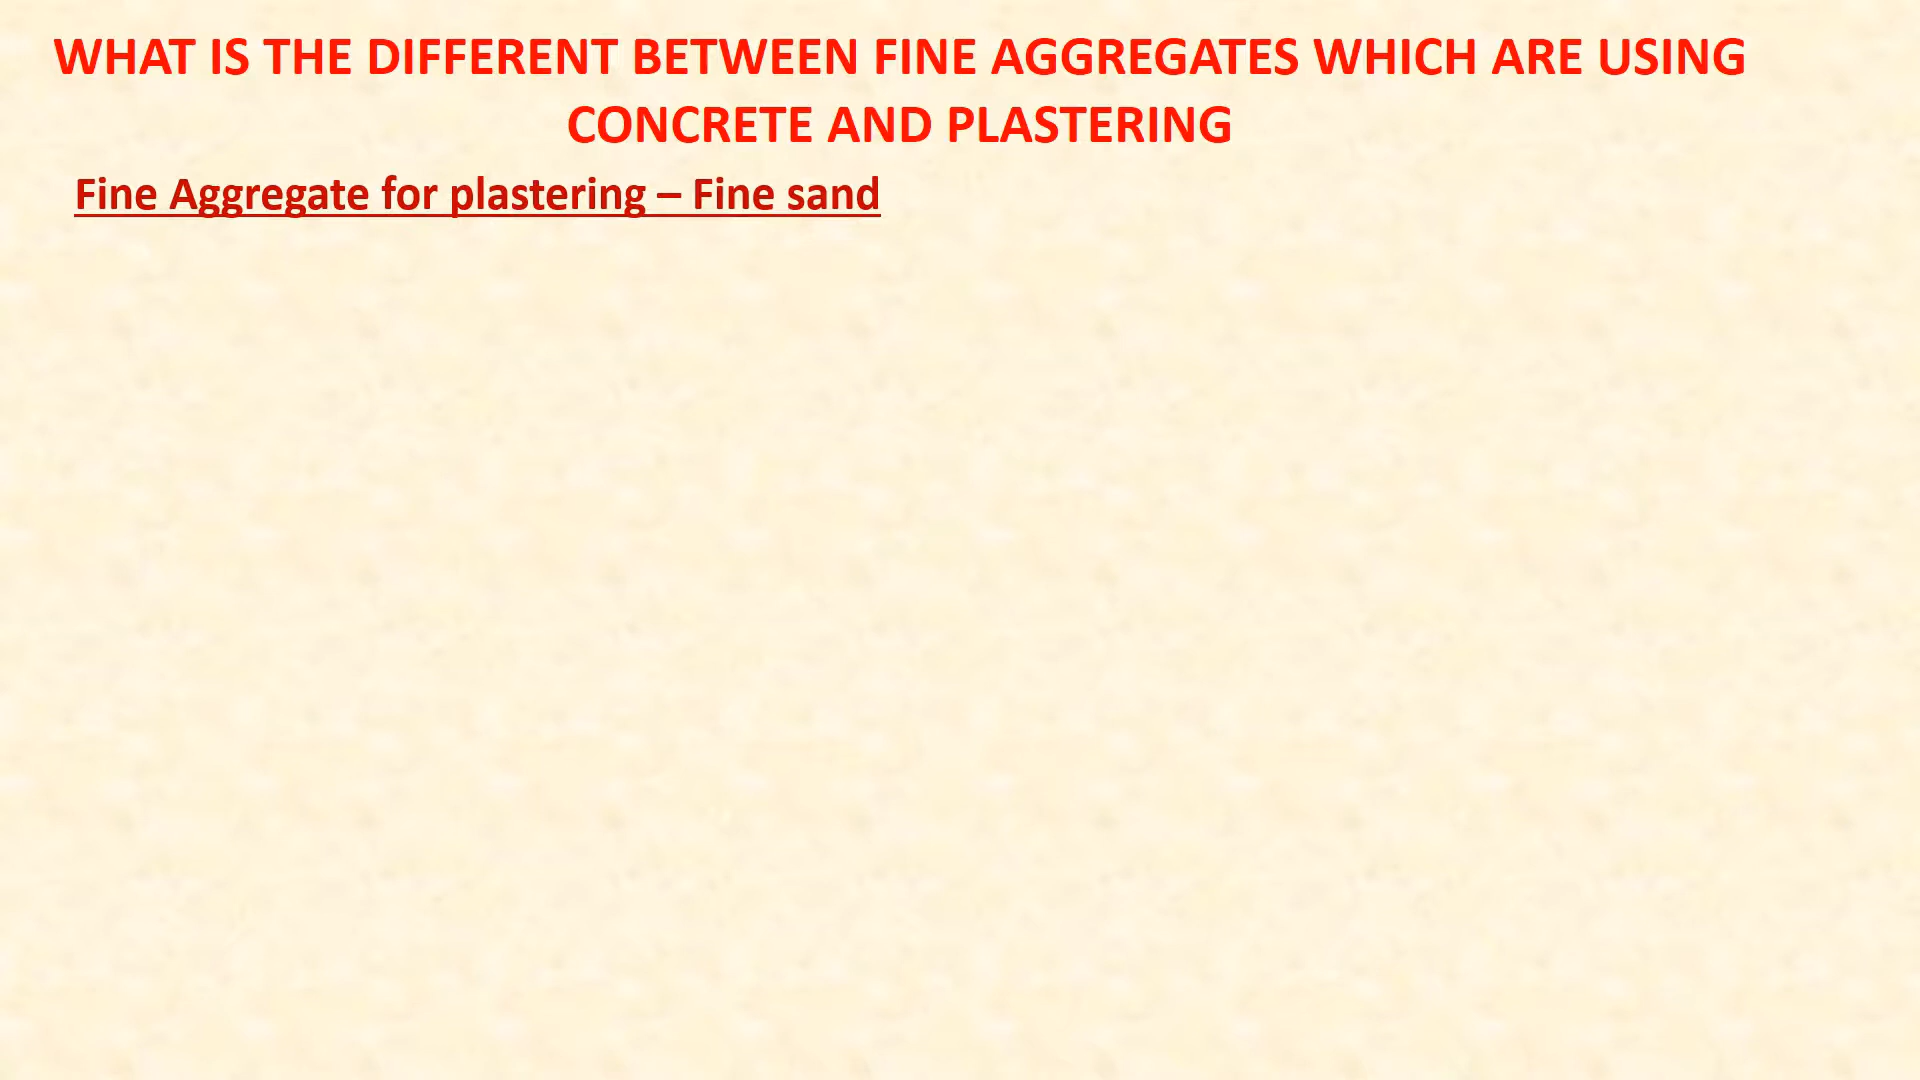 WHAT IS THE DIFFERENT BETWEEN FINE AGGREGATES WHICH ARE USING
CONCRETE AND PLASTERING
Fine Aggregate for plastering – Fine sand